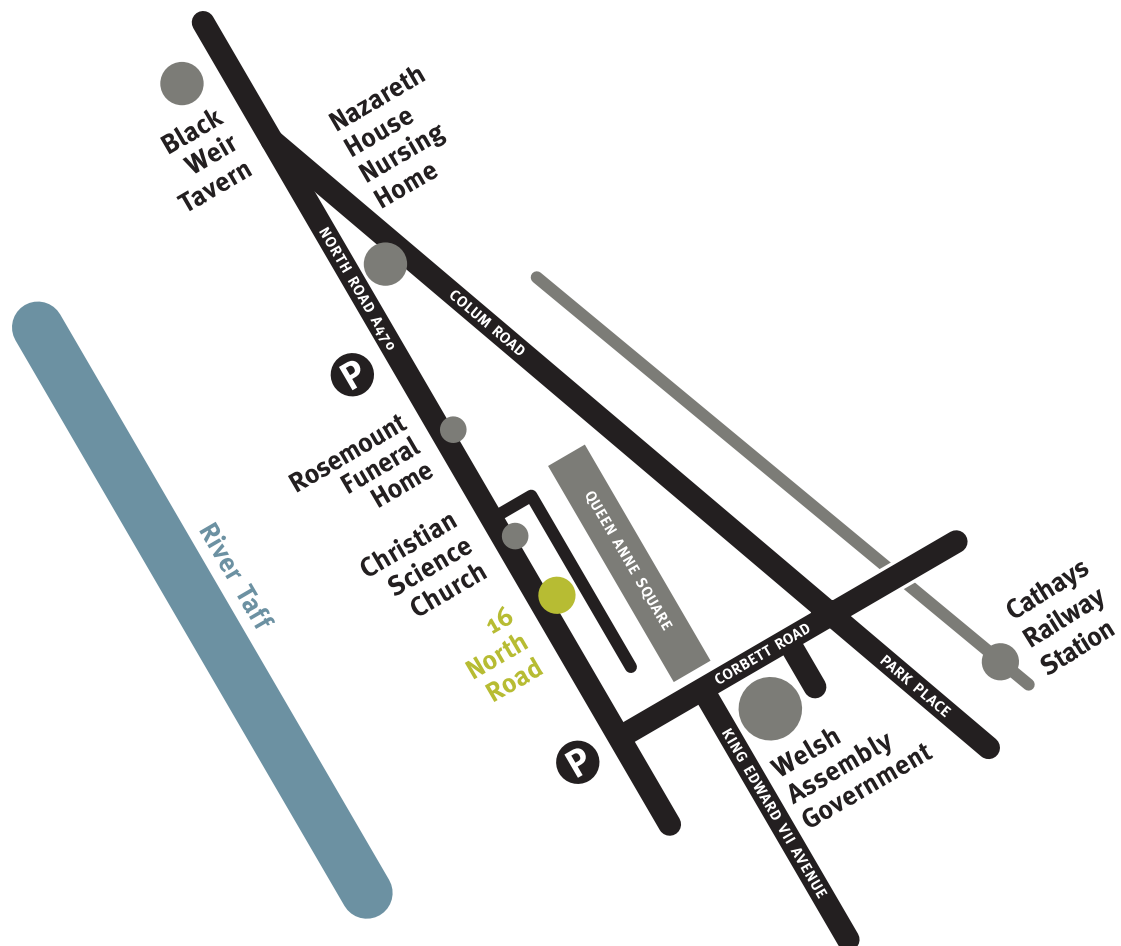 Black
Weir
Tavern
Nazareth
House
Nursing
Home
NORTH ROAD A470
COLUM ROAD
P
Rosemount
Funeral
Home
Christian
Science
Church
16
North
Road
QUEEN ANNE SQUARE
River Taff
CORBETT ROAD
Cathays
Railway
Station
PARK PLACE
P
KING EDWARD VII AVENUE
Welsh
Assembly
Government